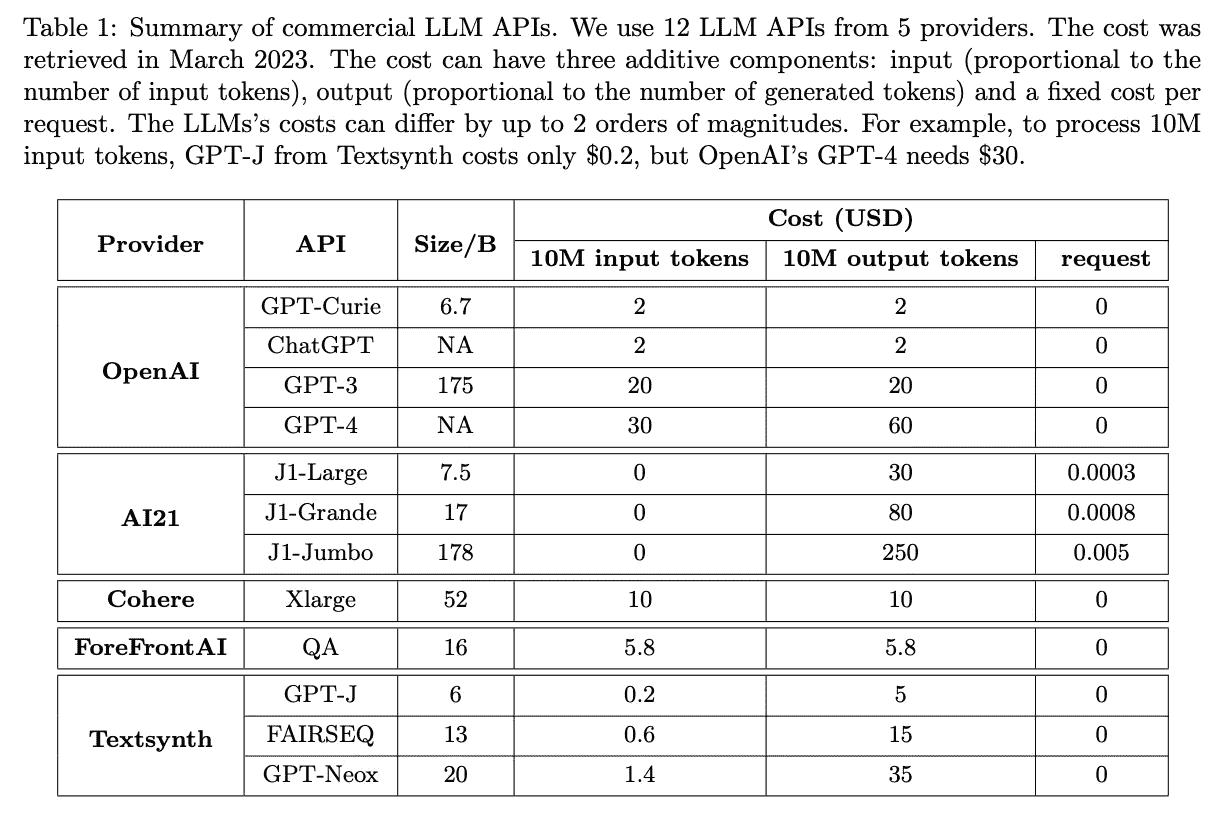 Table 1: Summary of commercial LLM APIs. We use 12 LLM APIs from 5 providers. The cost was
retrieved in March 2023. The cost can have three additive components: input (proportional to the
number of input tokens), output (proportional to the number of generated tokens) and a fixed cost per
request. The LLMs's costs can differ by up to 2 orders of magnitudes. For example, to process 10M
input tokens, GPT-J from Textsynth costs only $0.2, but OpenAI's GPT-4 needs $30.
Provider API Size/B Cost (USD)
10M input tokens 10M output tokens request
OpenAI
GPT-Curie 6.7 2 2 0
ChatGPT NA 2 2 0
GPT-3 175 20 20 0
GPT-4 NA 30 60 0
AI21
J1-Large 7.5 0 30 0.0003
J1-Grande 17 0 80 0.0008
J1-Jumbo 178 0 250 0.005
Cohere Xlarge 52 10 10 0
ForeFrontAI QA 16 5.8 5.8 0
Textsynth
GPT-J 6 0.2 5 0
FAIRSEQ 13 0.6 15 0
GPT-Neox 20 1.4 35 0